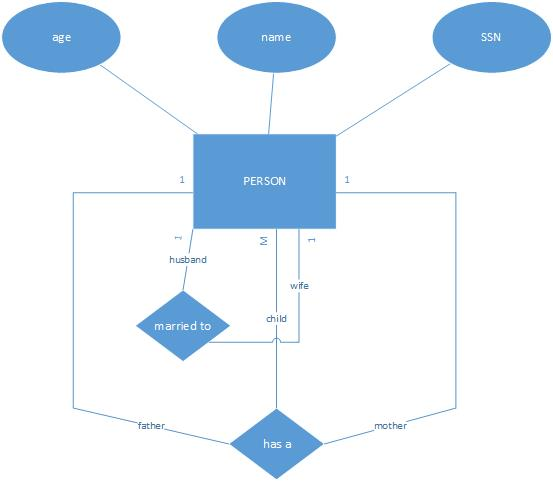 age
name
SSN
PERSON
1
1
1
M
1
husband
wife
married to
child
father
mother
has a